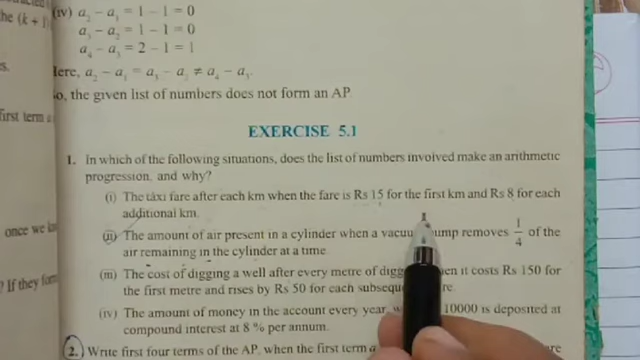 the (k + 1
(iv) a₂ – a₁ = 1 – 1 = 0
a₃ – a₂ = 1 – 1 = 0
a₄ – a₃ = 2 – 1 = 1
Here, a₂ – a₁ = a₃ – a₂ ≠ a₄ – a₃.
So, the given list of numbers does not form an AP.
first term a
EXERCISE 5.1
1. In which of the following situations, does the list of numbers involved make an arithmetic
progression, and why?
(i) The taxi fare after each km when the fare is Rs 15 for the first km and Rs 8 for each
additional km.
once we
(ii) The amount of air present in a cylinder when a vacuum pump removes 1/4 of the
air remaining in the cylinder at a time.
? If they form
(iii) The cost of digging a well after every metre of digging, when it costs Rs 150 for
the first metre and rises by Rs 50 for each subsequent metre.
(iv) The amount of money in the account every year, 10000 is deposited at
compound interest at 8 % per annum.
2. Write first four terms of the AP, when the first term a are